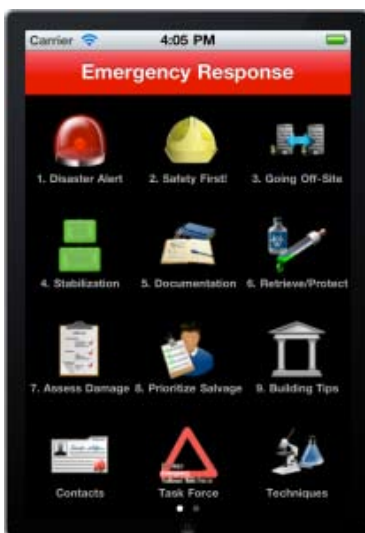 Carrier 4:05 PM
Emergency Response
1. Disaster Alert 2. Safety First! 3. Going Off-Site
4. Stabilization 5. Documentation 6. Retrieve/Protect
7. Assess Damage 8. Prioritize Salvage 9. Building Tips
Contacts Task Force Techniques